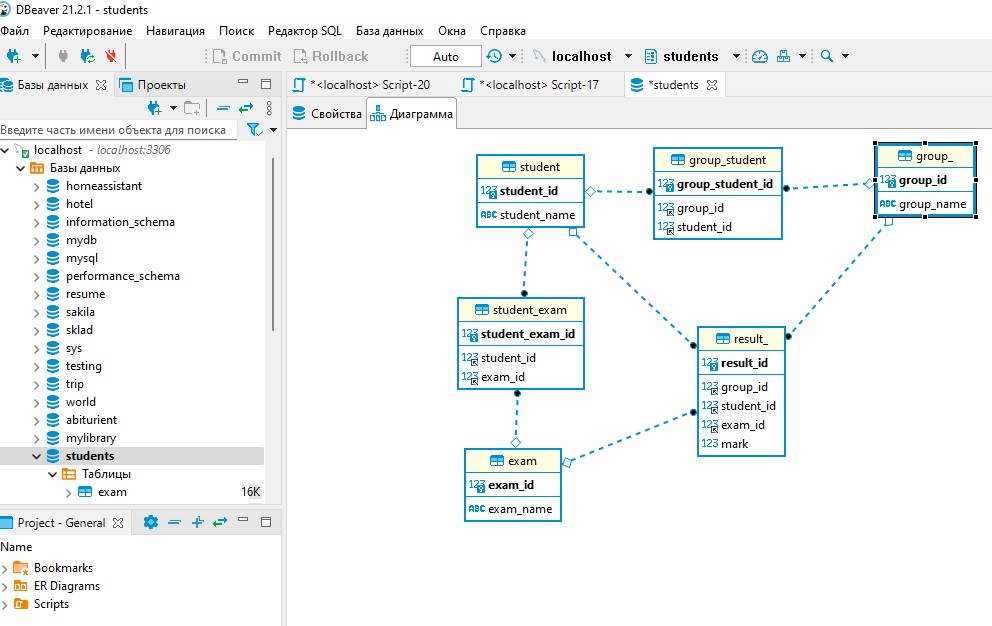 DBeaver 21.2.1 - students
Файл Редактирование Навигация Поиск Редактор SQL База данных Окна Справка
Commit Rollback Auto localhost students
Базы данных Проекты
*<localhost> Script-20 *<localhost> Script-17 *students
Свойства Диаграмма
Введите часть имени объекта для поиска
localhost - localhost:3306
Базы данных
homeassistant
hotel
information_schema
mydb
mysql
performance_schema
resume
sakila
sklad
sys
testing
trip
world
abiturient
mylibrary
students
Таблицы
exam 16K
Project - General
Name
Bookmarks
ER Diagrams
Scripts
student
123 student_id
ABC student_name
group_student
123 group_student_id
123 group_id
123 student_id
group_
123 group_id
ABC group_name
student_exam
123 student_exam_id
123 student_id
123 exam_id
result_
123 result_id
123 group_id
123 student_id
123 exam_id
123 mark
exam
123 exam_id
ABC exam_name